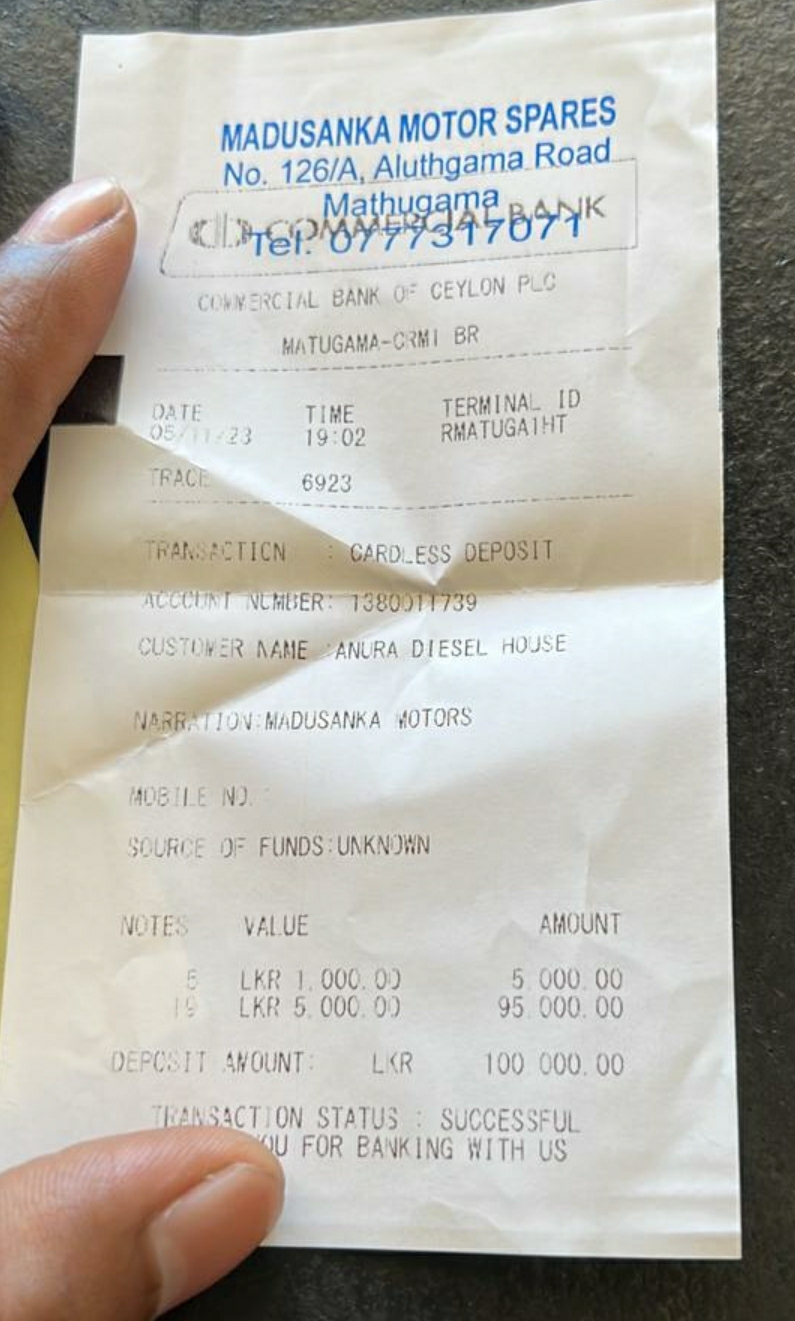 MADUSANKA MOTOR SPARES
No. 126/A, Aluthgama Road
Mathugama
COMMERCIAL BANK
Tel: 0777317071
COMMERCIAL BANK OF CEYLON PLC
MATUGAMA-CRM1 BR
DATE TIME TERMINAL ID
05/11/23 19:02 RMATUGA1HT
TRACE 6923
TRANSACTION : CARDLESS DEPOSIT
ACCOUNT NUMBER: 1380011739
CUSTOMER NAME :ANURA DIESEL HOUSE
NARRATION:MADUSANKA MOTORS
MOBILE NO. :
SOURCE OF FUNDS:UNKNOWN
NOTES VALUE AMOUNT
5 LKR 1,000.00 5 000.00
19 LKR 5,000.00 95 000.00
DEPOSIT AMOUNT: LKR 100 000.00
TRANSACTION STATUS : SUCCESSFUL
FOR BANKING WITH US